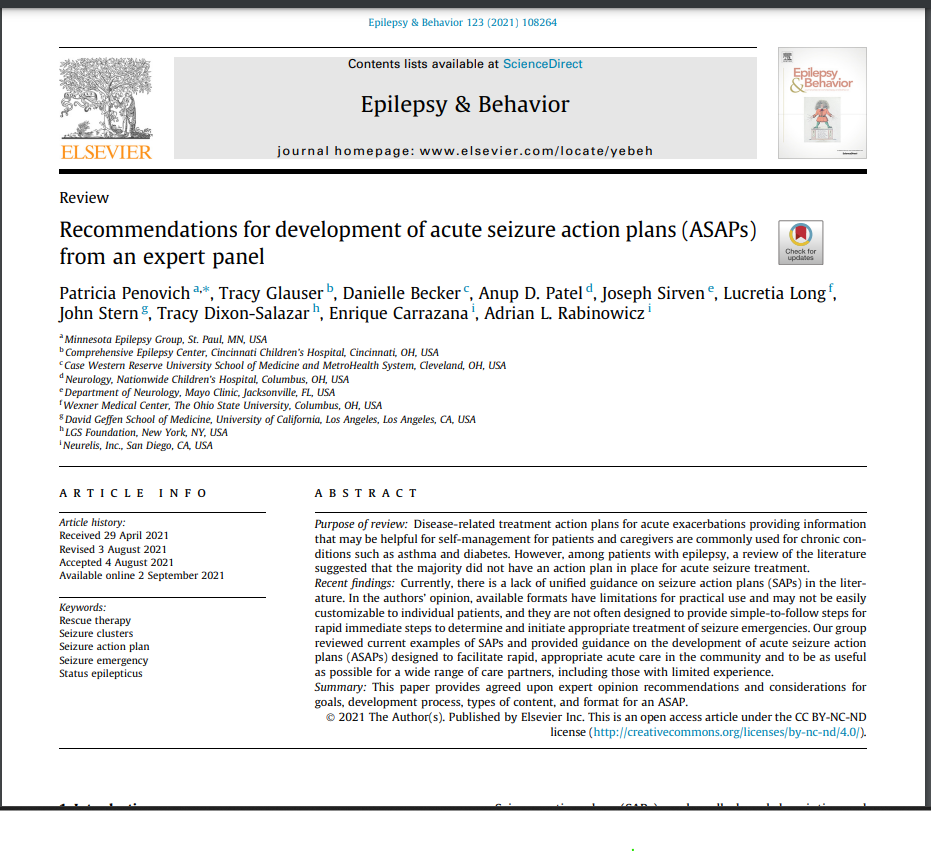 Epilepsy & Behavior 123 (2021) 108264
Contents lists available at ScienceDirect
Epilepsy & Behavior
journal homepage: www.elsevier.com/locate/yebeh
ELSEVIER
Epilepsy
& Behavior
Review
Recommendations for development of acute seizure action plans (ASAPs)
from an expert panel
Check for
updates
Patricia Penovich a,*, Tracy Glauser b, Danielle Becker c, Anup D. Patel d, Joseph Sirven e, Lucretia Long f,
John Stern g, Tracy Dixon-Salazar h, Enrique Carrazana i, Adrian L. Rabinowicz i
a Minnesota Epilepsy Group, St. Paul, MN, USA
b Comprehensive Epilepsy Center, Cincinnati Children's Hospital, Cincinnati, OH, USA
c Case Western Reserve University School of Medicine and MetroHealth System, Cleveland, OH, USA
d Neurology, Nationwide Children's Hospital, Columbus, OH, USA
e Department of Neurology, Mayo Clinic, Jacksonville, FL, USA
f Wexner Medical Center, The Ohio State University, Columbus, OH, USA
g David Geffen School of Medicine, University of California, Los Angeles, Los Angeles, CA, USA
h LGS Foundation, New York, NY, USA
i Neurelis, Inc., San Diego, CA, USA
ARTICLE INFO
Article history:
Received 29 April 2021
Revised 3 August 2021
Accepted 4 August 2021
Available online 2 September 2021
Keywords:
Rescue therapy
Seizure clusters
Seizure action plan
Seizure emergency
Status epilepticus
ABSTRACT
Purpose of review: Disease-related treatment action plans for acute exacerbations providing information
that may be helpful for self-management for patients and caregivers are commonly used for chronic con-
ditions such as asthma and diabetes. However, among patients with epilepsy, a review of the literature
suggested that the majority did not have an action plan in place for acute seizure treatment.
Recent findings: Currently, there is a lack of unified guidance on seizure action plans (SAPs) in the liter-
ature. In the authors' opinion, available formats have limitations for practical use and may not be easily
customizable to individual patients, and they are not often designed to provide simple-to-follow steps for
rapid immediate steps to determine and initiate appropriate treatment of seizure emergencies. Our group
reviewed current examples of SAPs and provided guidance on the development of acute seizure action
plans (ASAPs) designed to facilitate rapid, appropriate acute care in the community and to be as useful
as possible for a wide range of care partners, including those with limited experience.
Summary: This paper provides agreed upon expert opinion recommendations and considerations for
goals, development process, types of content, and format for an ASAP.
© 2021 The Author(s). Published by Elsevier Inc. This is an open access article under the CC BY-NC-ND
license (http://creativecommons.org/licenses/by-nc-nd/4.0/).